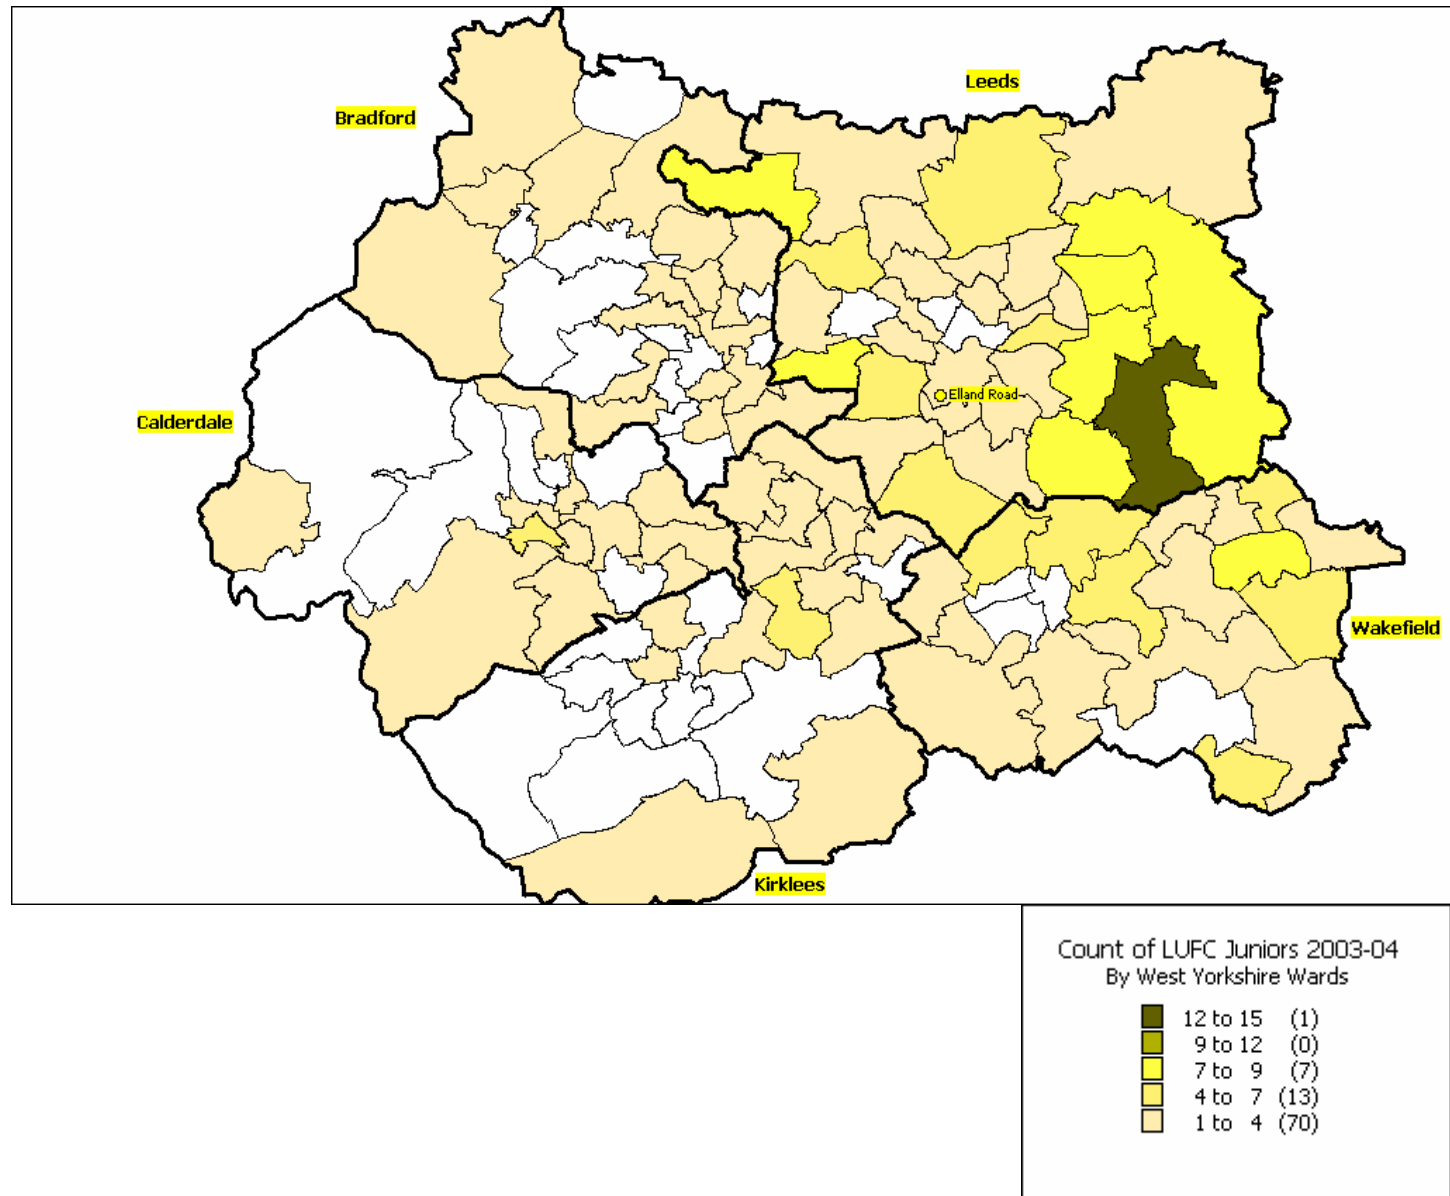 Leeds
Bradford
Elland Road
Calderdale
Wakefield
Kirklees
Count of LUFC Juniors 2003-04
By West Yorkshire Wards
12 to 15 (1)
9 to 12 (0)
7 to 9 (7)
4 to 7 (13)
1 to 4 (70)